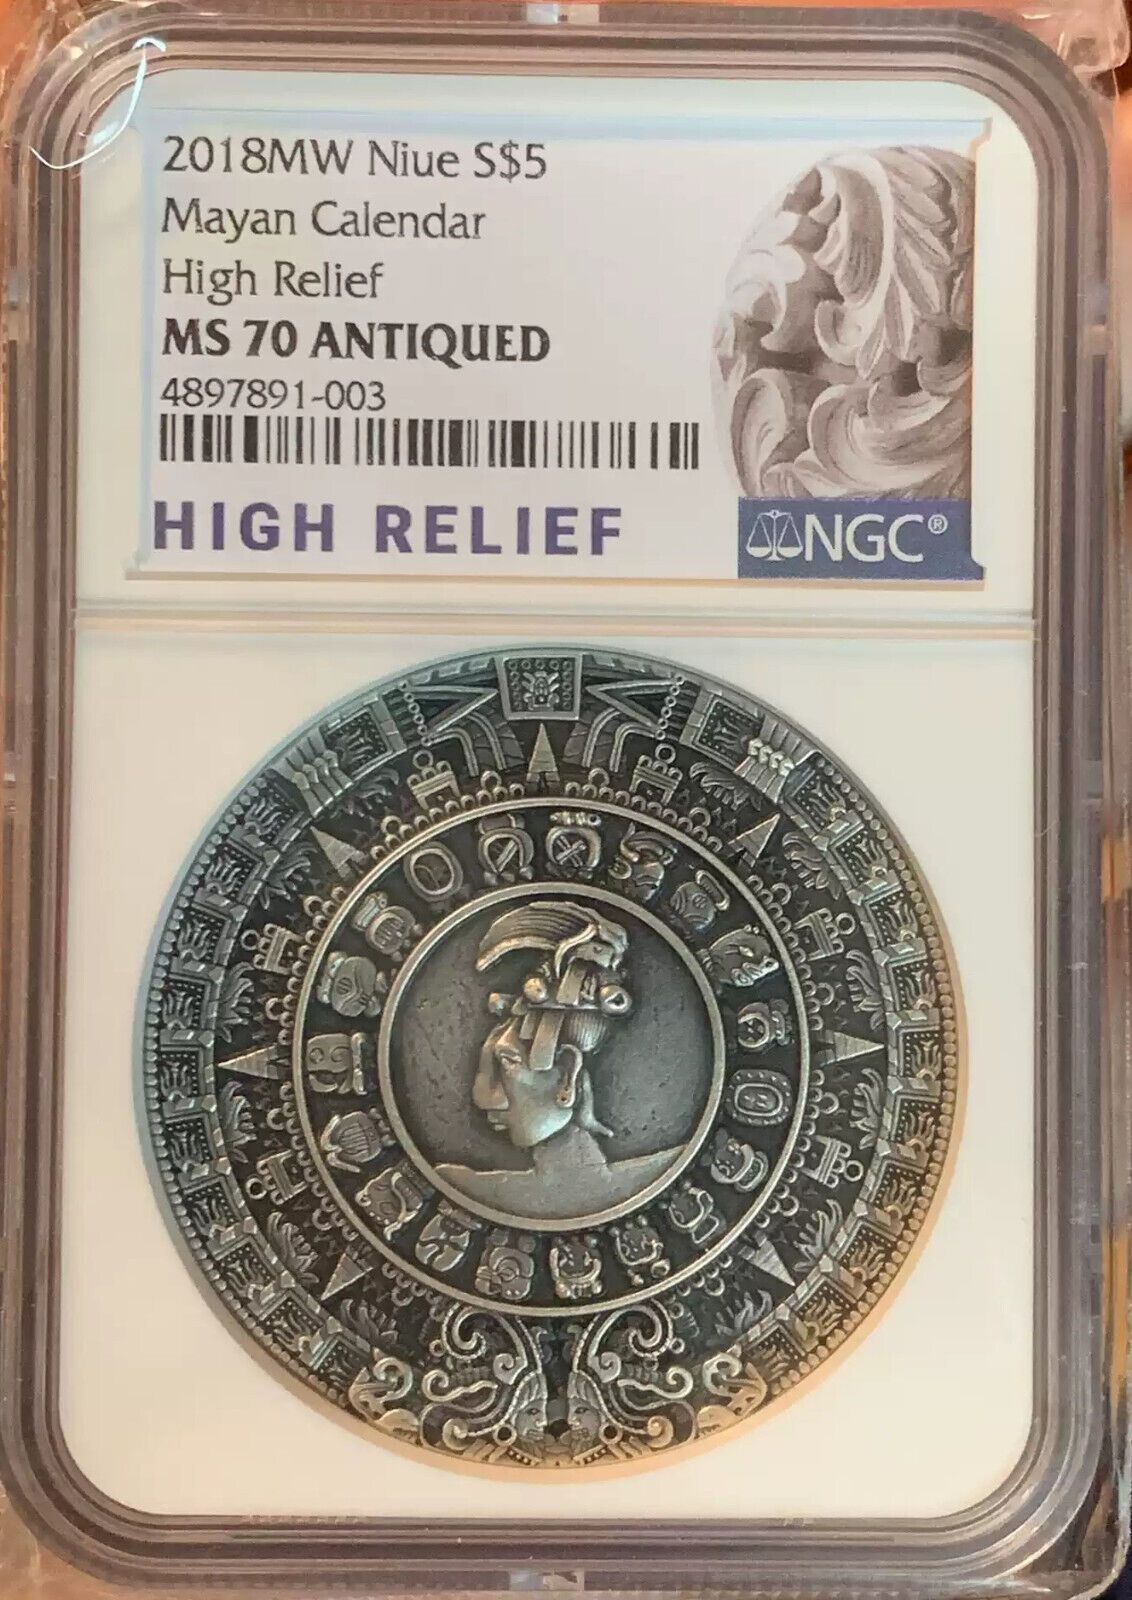 2018MW Niue S$5
Mayan Calendar
High Relief
MS 70 ANTIQUED
4897891-003
HIGH RELIEF
NGC®